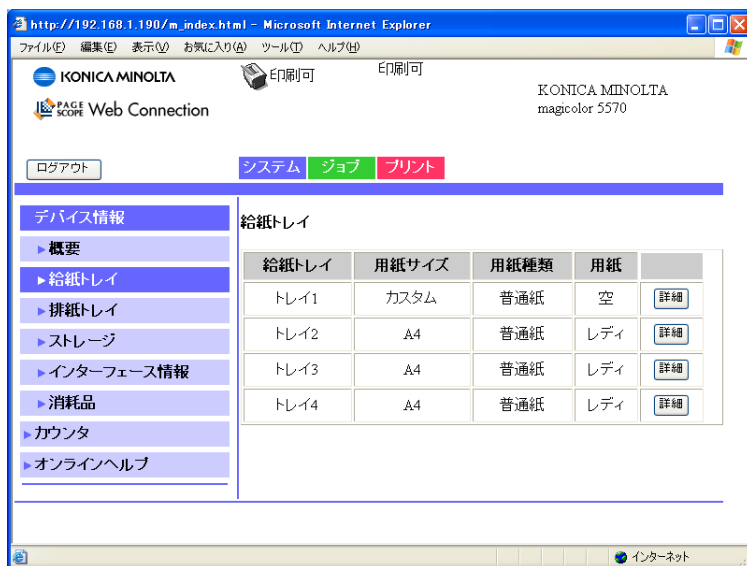 http://192.168.1.190/m_index.html - Microsoft Internet Explorer
ファイル(F) 編集(E) 表示(V) お気に入り(A) ツール(T) ヘルプ(H)
KONICA MINOLTA
印刷可
印刷可
KONICA MINOLTA
magicolor 5570
PAGE SCOPE Web Connection
ログアウト
システム ジョブ プリント
デバイス情報
概要
給紙トレイ
排紙トレイ
ストレージ
インターフェース情報
消耗品
カウンタ
オンラインヘルプ
給紙トレイ
給紙トレイ 用紙サイズ 用紙種類 用紙
トレイ1 カスタム 普通紙 空 詳細
トレイ2 A4 普通紙 レディ 詳細
トレイ3 A4 普通紙 レディ 詳細
トレイ4 A4 普通紙 レディ 詳細
インターネット